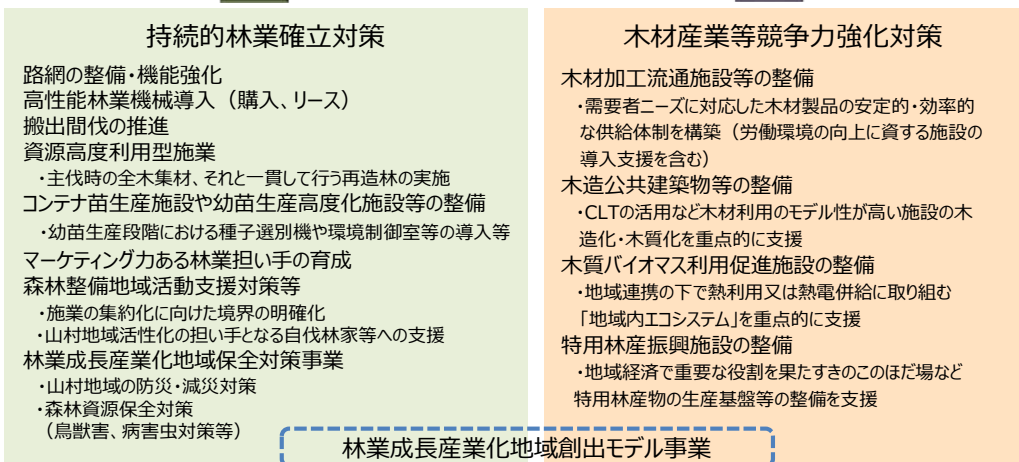 持続的林業確立対策
路網の整備・機能強化
高性能林業機械導入（購入、リース）
搬出間伐の推進
資源高度利用型施業
・主伐時の全木集材、それと一貫して行う再造林の実施
コンテナ苗生産施設や幼苗生産高度化施設等の整備
・幼苗生産段階における種子選別機や環境制御室等の導入等
マーケティング力ある林業担い手の育成
森林整備地域活動支援対策等
・施業の集約化に向けた境界の明確化
・山村地域活性化の担い手となる自伐林家等への支援
林業成長産業化地域保全対策事業
・山村地域の防災・減災対策
・森林資源保全対策
（鳥獣害、病害虫対策等）
木材産業等競争力強化対策
木材加工流通施設等の整備
・需要者ニーズに対応した木材製品の安定的・効率的
な供給体制を構築（労働環境の向上に資する施設の
導入支援を含む）
木造公共建築物等の整備
・CLTの活用など木材利用のモデル性が高い施設の木
造化・木質化を重点的に支援
木質バイオマス利用促進施設の整備
・地域連携の下で熱利用又は熱電併給に取り組む
「地域内エコシステム」を重点的に支援
特用林産振興施設の整備
・地域経済で重要な役割を果たすきのこのほだ場など
特用林産物の生産基盤等の整備を支援
林業成長産業化地域創出モデル事業